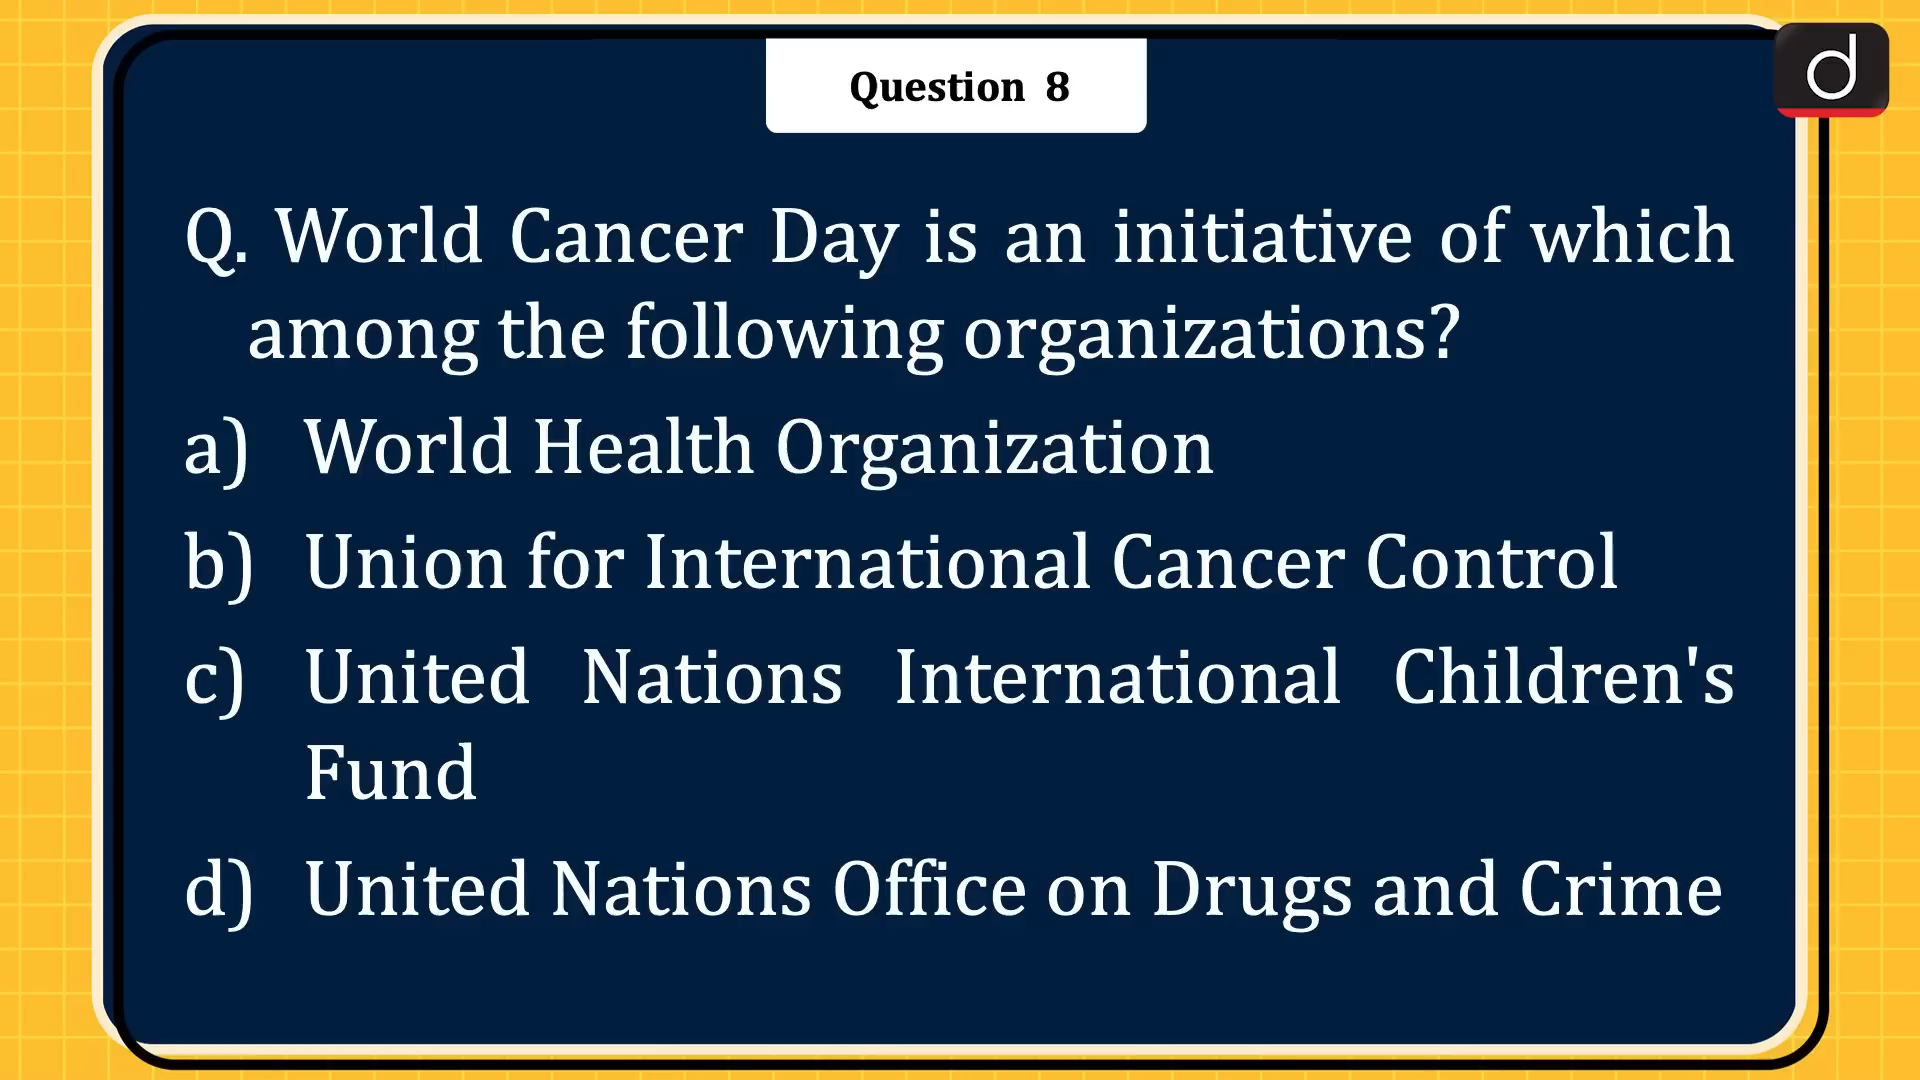 Question 8
Q. World Cancer Day is an initiative of which
among the following organizations?
a) World Health Organization
b) Union for International Cancer Control
c) United Nations International Children's
Fund
d) United Nations Office on Drugs and Crime
d